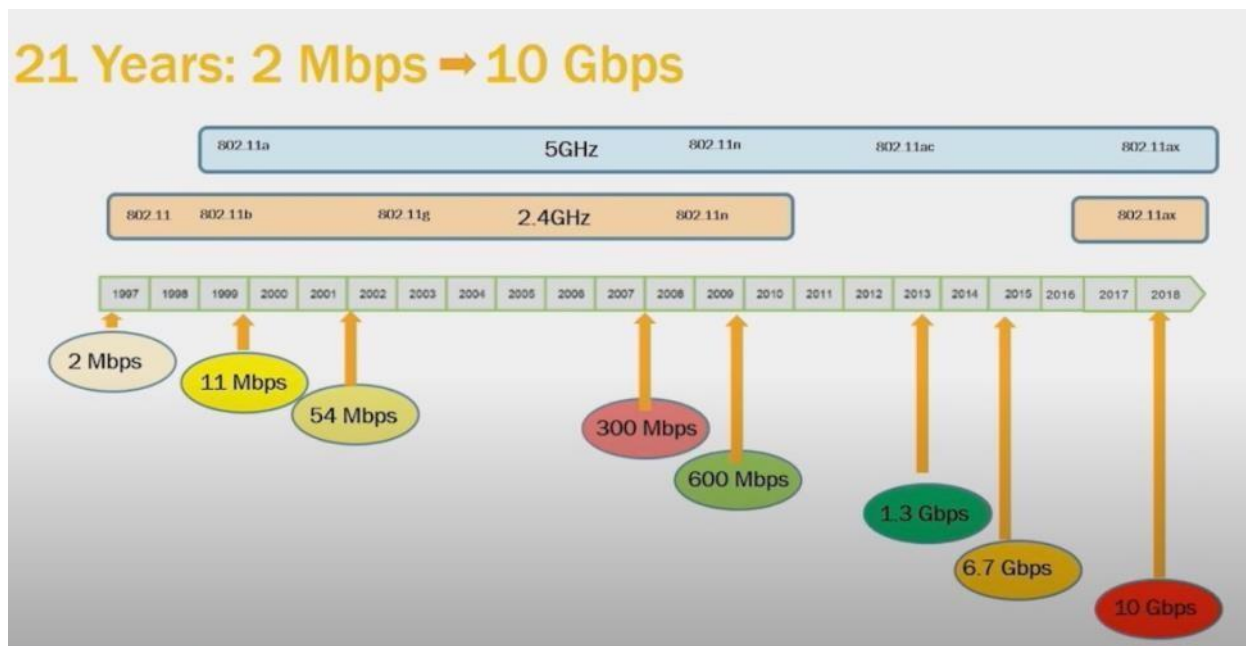 21 Years: 2 Mbps ➡ 10 Gbps
802.11a 5GHz 802.11n 802.11ac 802.11ax
802.11 802.11b 802.11g 2.4GHz 802.11n 802.11ax
1997 1998 1999 2000 2001 2002 2003 2004 2005 2006 2007 2008 2009 2010 2011 2012 2013 2014 2015 2016 2017 2018
2 Mbps
11 Mbps
54 Mbps
300 Mbps
600 Mbps
1.3 Gbps
6.7 Gbps
10 Gbps